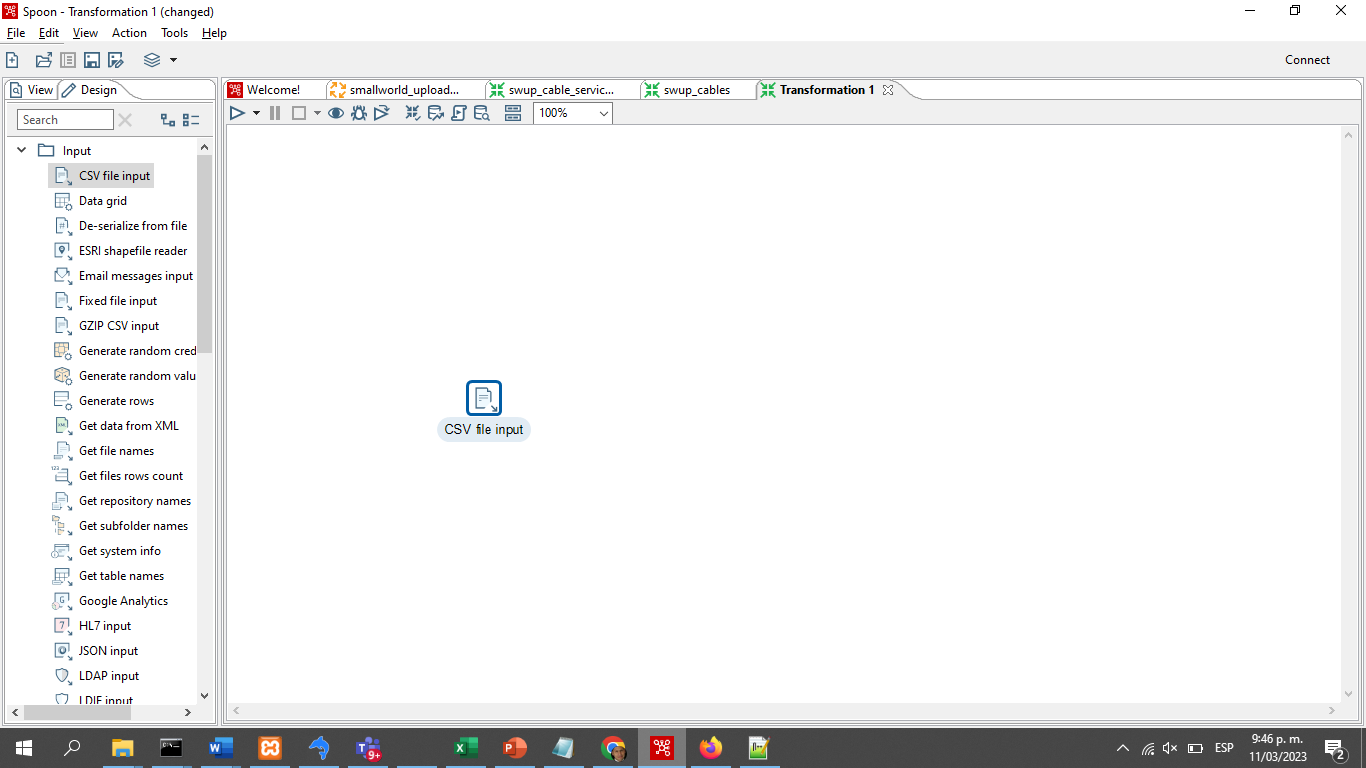 Spoon - Transformation 1 (changed)
File Edit View Action Tools Help
Connect
View Design
Welcome! smallworld_upload... swup_cable_servic... swup_cables Transformation 1
Search
100%
Input
CSV file input
Data grid
De-serialize from file
ESRI shapefile reader
Email messages input
Fixed file input
GZIP CSV input
Generate random cred
Generate random valu
Generate rows
Get data from XML
Get file names
Get files rows count
Get repository names
Get subfolder names
Get system info
Get table names
Google Analytics
HL7 input
JSON input
LDAP input
LDIF input
CSV file input
9+
ESP
9:46 p. m.
11/03/2023
2